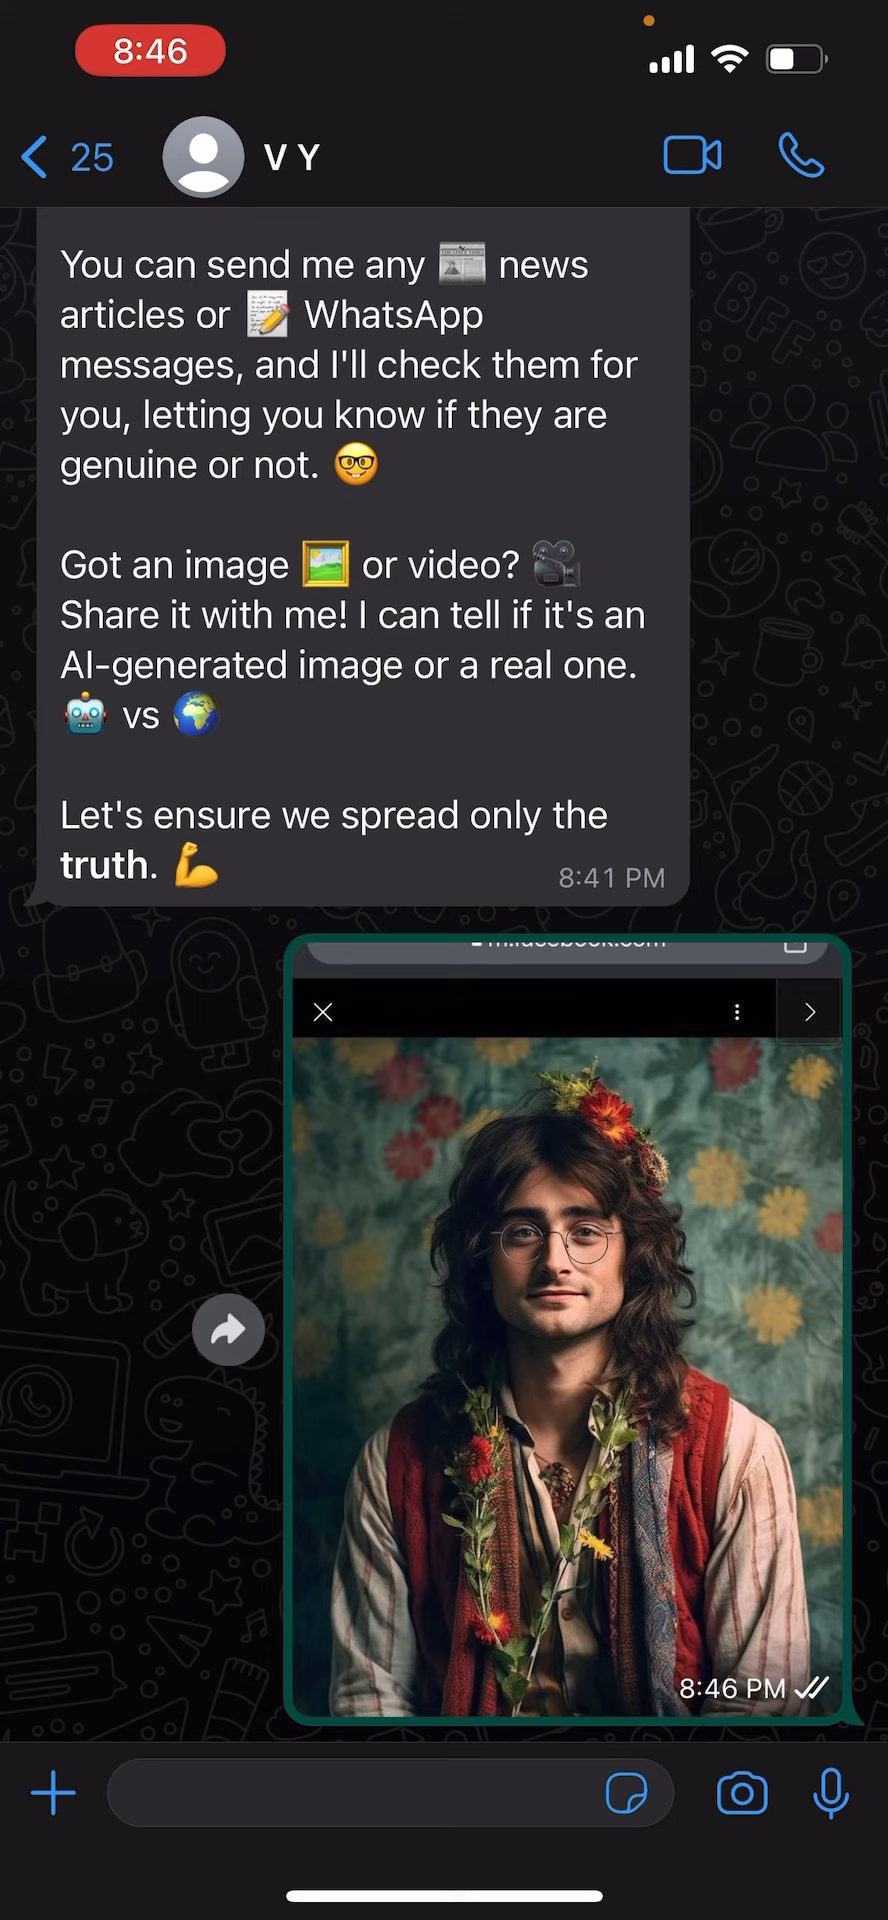 8:46
25
V Y
You can send me any 📰 news
articles or 📝 WhatsApp
messages, and I'll check them for
you, letting you know if they are
genuine or not. 🤓
Got an image 🖼️ or video? 🎥
Share it with me! I can tell if it's an
AI-generated image or a real one.
🤖 vs 🌍
Let's ensure we spread only the
truth. 💪
8:41 PM
m.facebook.com
8:46 PM